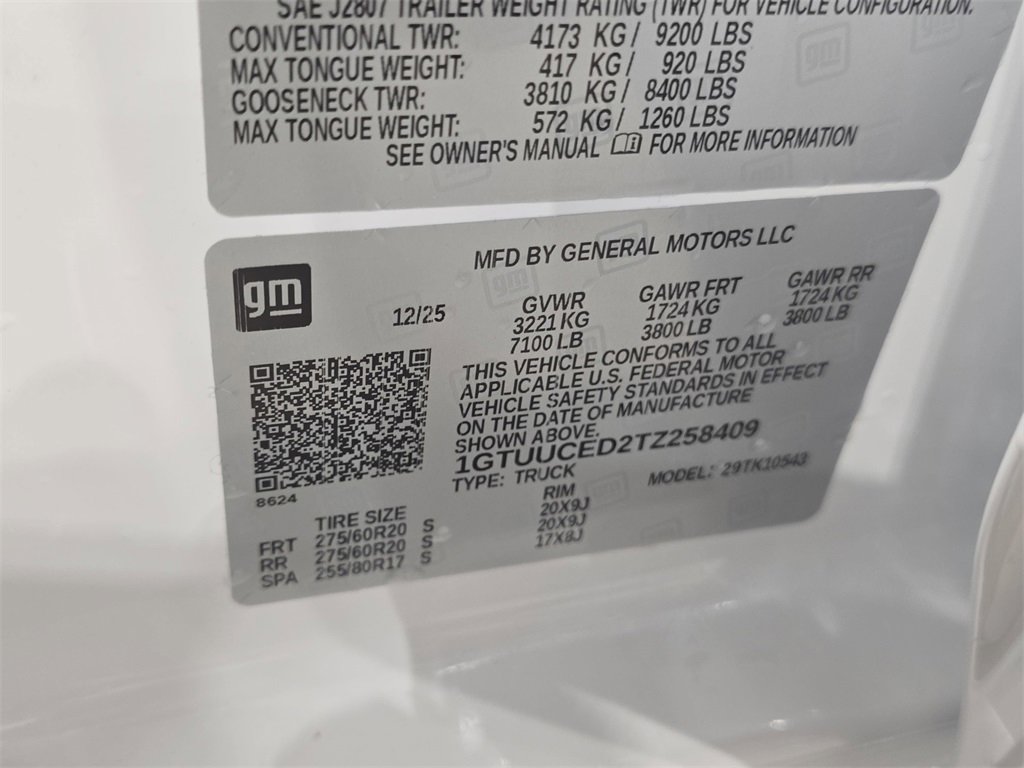 SAE J2807 TRAILER WEIGHT RATING (TWR) FOR VEHICLE CONFIGURATION.
CONVENTIONAL TWR: 4173 KG / 9200 LBS
MAX TONGUE WEIGHT: 417 KG / 920 LBS
GOOSENECK TWR: 3810 KG / 8400 LBS
MAX TONGUE WEIGHT: 572 KG / 1260 LBS
SEE OWNER'S MANUAL FOR MORE INFORMATION
MFD BY GENERAL MOTORS LLC
gm
12/25 GVWR GAWR FRT GAWR RR
3221 KG 1724 KG 1724 KG
7100 LB 3800 LB 3800 LB
THIS VEHICLE CONFORMS TO ALL
APPLICABLE U.S. FEDERAL MOTOR
VEHICLE SAFETY STANDARDS IN EFFECT
ON THE DATE OF MANUFACTURE
SHOWN ABOVE.
1GTUUCED2TZ258409
TYPE: TRUCK MODEL: 29TK10543
8624
TIRE SIZE RIM
FRT 275/60R20 S 20X9J
RR 275/60R20 S 20X9J
SPA 255/80R17 S 17X8J